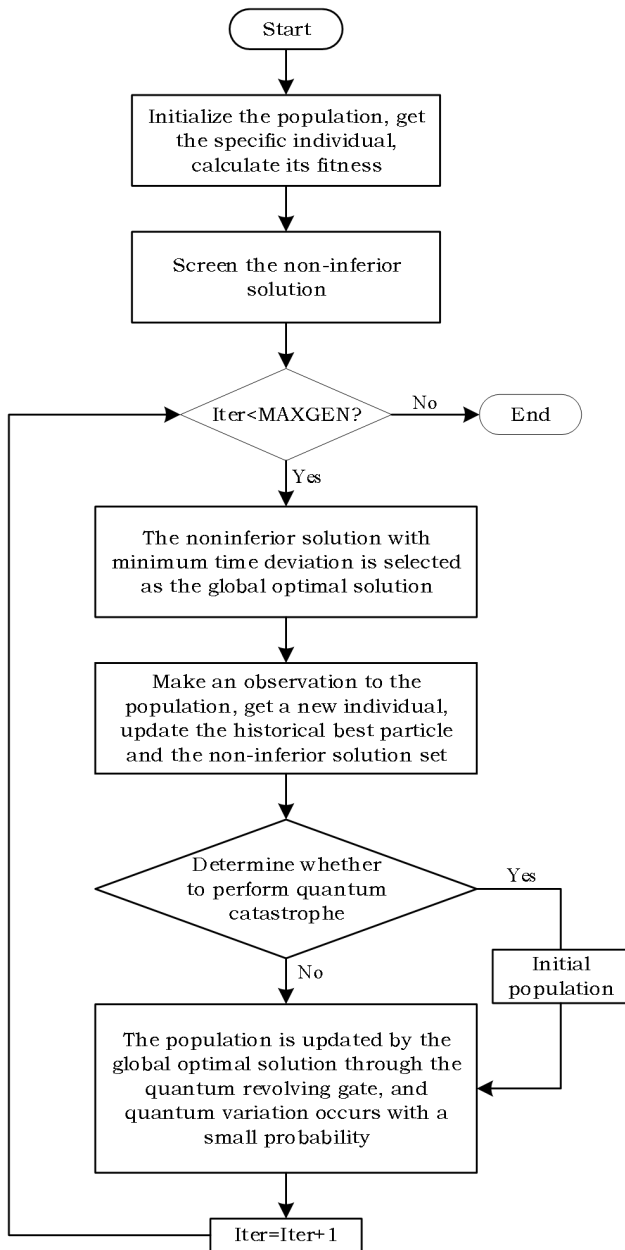 Start
Initialize the population, get
the specific individual,
calculate its fitness
Screen the non-inferior
solution
Iter<MAXGEN?
No
End
Yes
The noninferior solution with
minimum time deviation is selected
as the global optimal solution
Make an observation to the
population, get a new individual,
update the historical best particle
and the non-inferior solution set
Determine whether
to perform quantum
catastrophe
Yes
No
Initial
population
The population is updated by the
global optimal solution through the
quantum revolving gate, and
quantum variation occurs with a
small probability
Iter=Iter+1